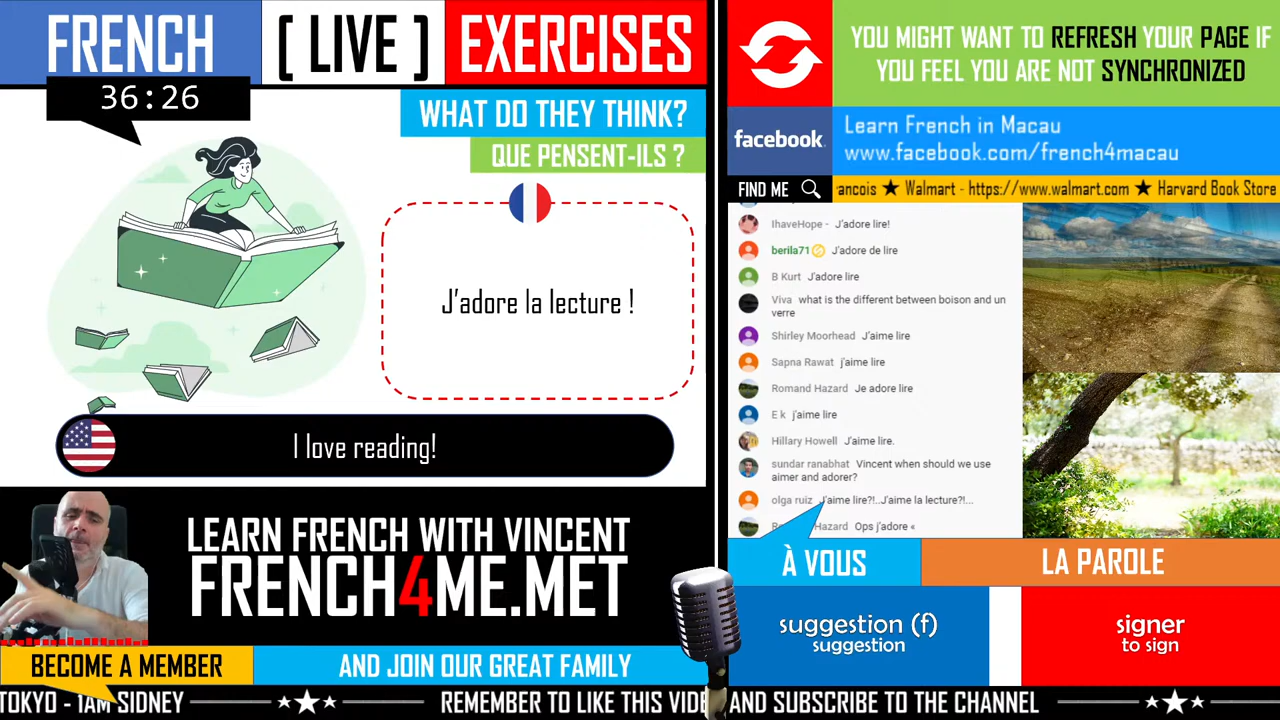 FRENCH [ LIVE ] EXERCISES
36:26
WHAT DO THEY THINK?
QUE PENSENT-ILS ?
J'adore la lecture !
I love reading!
LEARN FRENCH WITH VINCENT
FRENCH4ME.MET
BECOME A MEMBER
AND JOIN OUR GREAT FAMILY
YOU MIGHT WANT TO REFRESH YOUR PAGE IF
YOU FEEL YOU ARE NOT SYNCHRONIZED
facebook
Learn French in Macau
www.facebook.com/french4macau
FIND ME
ancois ★ Walmart - https://www.walmart.com ★ Harvard Book Store
IhaveHope - J'adore lire!
berila71 J'adore de lire
B Kurt J'adore lire
Viva what is the different between boison and un
verre
Shirley Moorhead J'aime lire
Sapna Rawat j'aime lire
Romand Hazard Je adore lire
E k j'aime lire
Hillary Howell J'aime lire.
sundar ranabhat Vincent when should we use
aimer and adorer?
olga ruiz J'aime lire?!..J'aime la lecture?!...
Hazard Ops j'adore «
À VOUS
LA PAROLE
suggestion (f)
suggestion
signer
to sign
TOKYO - 1AM SIDNEY ★ REMEMBER TO LIKE THIS VIDE AND SUBSCRIBE TO THE CHANNEL ★